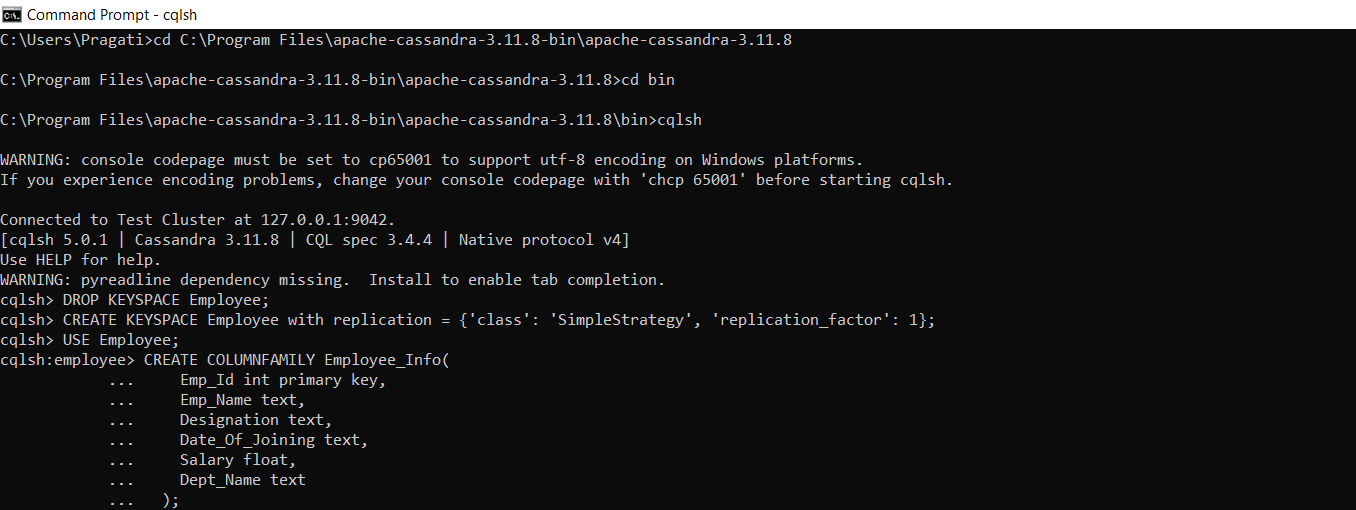 Command Prompt - cqlsh
C:\Users\Pragati>cd C:\Program Files\apache-cassandra-3.11.8-bin\apache-cassandra-3.11.8
C:\Program Files\apache-cassandra-3.11.8-bin\apache-cassandra-3.11.8>cd bin
C:\Program Files\apache-cassandra-3.11.8-bin\apache-cassandra-3.11.8\bin>cqlsh
WARNING: console codepage must be set to cp65001 to support utf-8 encoding on Windows platforms.
If you experience encoding problems, change your console codepage with 'chcp 65001' before starting cqlsh.
Connected to Test Cluster at 127.0.0.1:9042.
[cqlsh 5.0.1 | Cassandra 3.11.8 | CQL spec 3.4.4 | Native protocol v4]
Use HELP for help.
WARNING: pyreadline dependency missing.  Install to enable tab completion.
cqlsh> DROP KEYSPACE Employee;
cqlsh> CREATE KEYSPACE Employee with replication = {'class': 'SimpleStrategy', 'replication_factor': 1};
cqlsh> USE Employee;
cqlsh:employee> CREATE COLUMNFAMILY Employee_Info(
            ...     Emp_Id int primary key,
            ...     Emp_Name text,
            ...     Designation text,
            ...     Date_Of_Joining text,
            ...     Salary float,
            ...     Dept_Name text
            ...   );